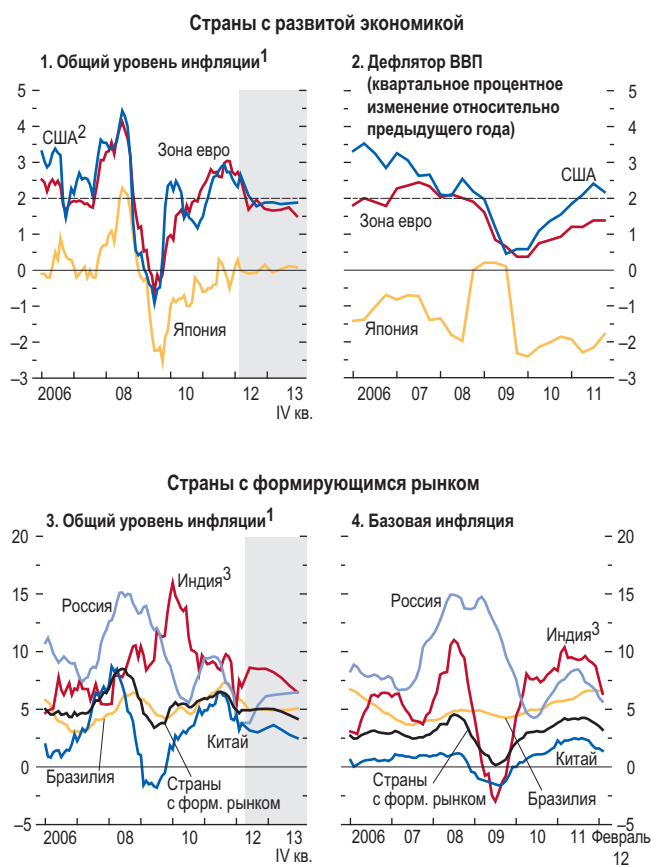 Страны с развитой экономикой
1. Общий уровень инфляции1
5
4
3
2
1
0
–1
–2
–3
США2
Зона евро
Япония
2006 08 10 12 13
IV кв.
2. Дефлятор ВВП
(квартальное процентное
изменение относительно
предыдущего года)
5
4
3
2
1
0
–1
–2
–3
США
Зона евро
Япония
2006 07 08 09 10 11
Страны с формирующимся рынком
3. Общий уровень инфляции1
20
15
10
5
0
–5
Россия
Индия3
Китай
Бразилия
Страны
с форм. рынком
2006 08 10 12 13
IV кв.
4. Базовая инфляция
20
15
10
5
0
–5
Россия
Индия3
Китай
Страны
с форм. рынком
Бразилия
2006 07 08 09 10 11 Февраль
12